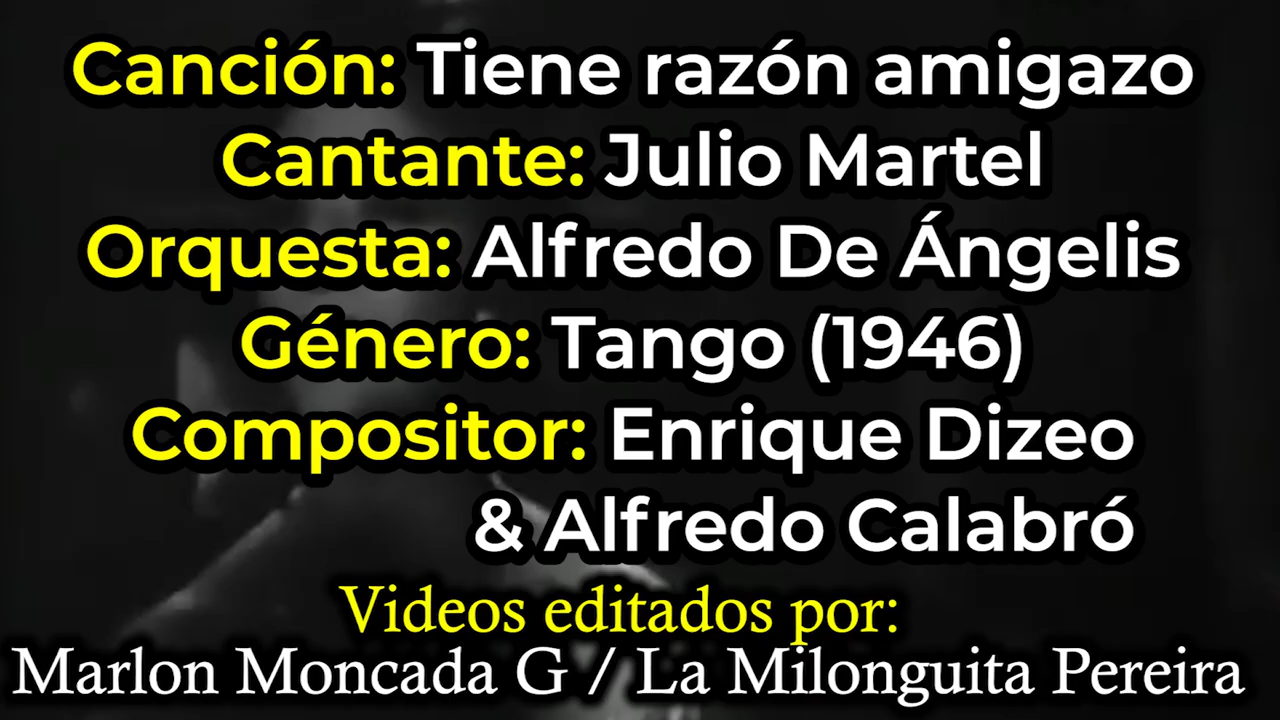 Canción: Tiene razón amigazo
Cantante: Julio Martel
Orquesta: Alfredo De Ángelis
Género: Tango (1946)
Compositor: Enrique Dizeo
& Alfredo Calabró
Videos editados por:
Marlon Moncada G / La Milonguita Pereira